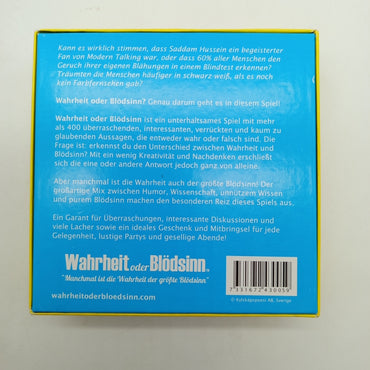 Kann es wirklich stimmen, dass Saddam Hussein ein begeisterter
Fan von Modern Talking war, oder dass 60% aller Menschen den
Geruch ihrer eigenen Blähungen in einem Blindtest erkennen?
Träumten die Menschen häufiger in schwarz-weiß, als es noch
kein Farbfernsehen gab?
Wahrheit oder Blödsinn? Genau darum geht es in diesem Spiel!
Wahrheit oder Blödsinn ist ein unterhaltsames Spiel mit mehr
als 400 überraschenden, interessanten, verrückten und kaum zu
glaubenden Aussagen, die entweder wahr oder falsch sind. Die
Frage ist: erkennst du den Unterschied zwischen Wahrheit und
Blödsinn? Mit ein wenig Kreativität und Nachdenken erschließt
sich die eine oder andere Antwort jedoch ganz von alleine.
Aber manchmal ist die Wahrheit auch der größte Blödsinn! Der
großartige Mix zwischen Humor, Wissenschaft, unnützem Wissen
und purem Blödsinn machen den besonderen Reiz dieses Spiels aus.
Ein Garant für Überraschungen, interessante Diskussionen und
viele Lacher sowie ein ideales Geschenk und Mitbringsel für jede
Gelegenheit, lustige Partys und gesellige Abende!
Wahrheit oder Blödsinn™
"Manchmal ist die Wahrheit der größte Blödsinn"
wahrheitoderbloedsinn.com
7 331672 430059
© Kylskåpspoesi AB, Sverige